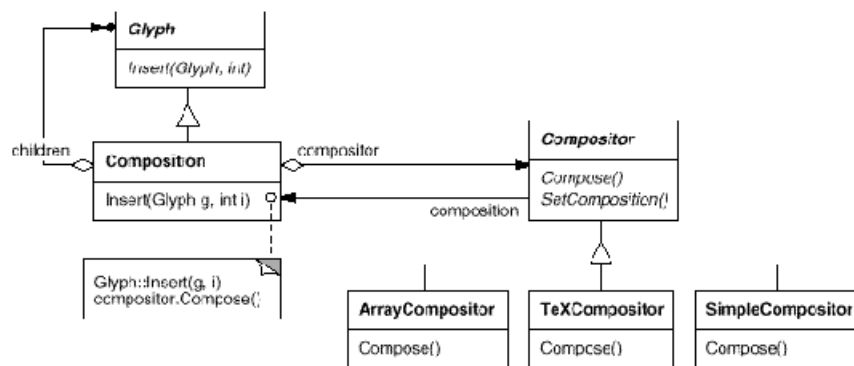 Glyph
Insert(Glyph, int)
children
Composition
Insert(Glyph g, int i)
compositor
Compositor
Compose()
SetComposition()
composition
Glyph::Insert(g, i)
compositor.Compose()
ArrayCompositor
Compose()
TeXCompositor
Compose()
SimpleCompositor
Compose()